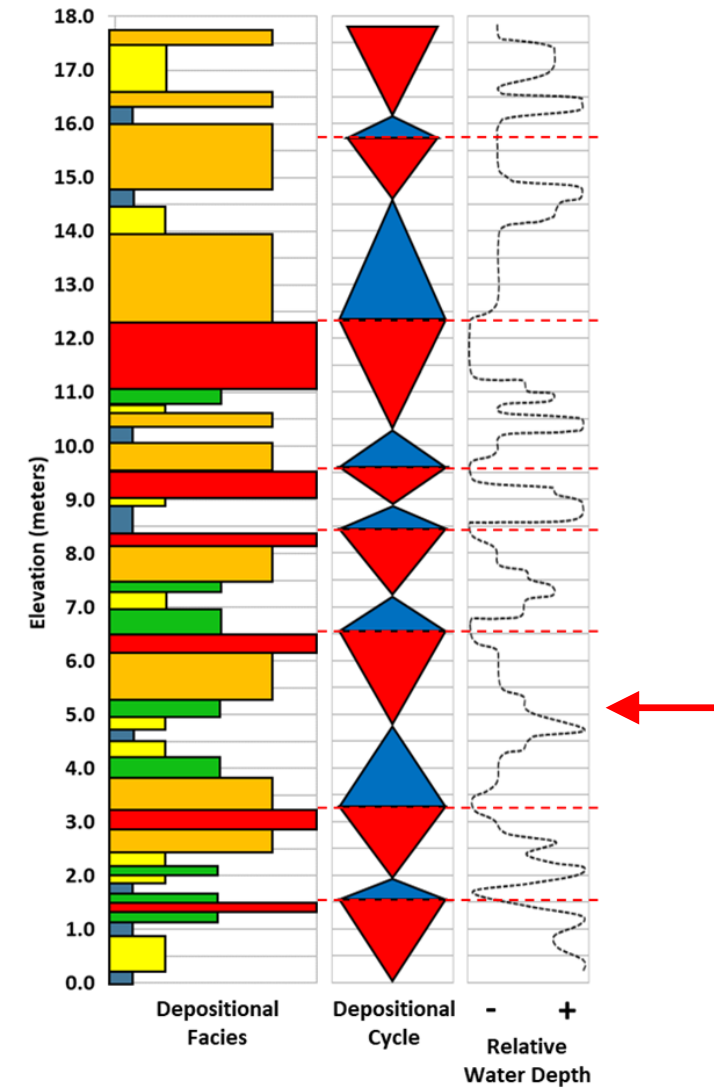 18.0
17.0
16.0
15.0
14.0
13.0
12.0
11.0
10.0
9.0
8.0
7.0
6.0
5.0
4.0
3.0
2.0
1.0
0.0
Elevation (meters)
Depositional
Facies
Depositional
Cycle
- +
Relative
Water Depth